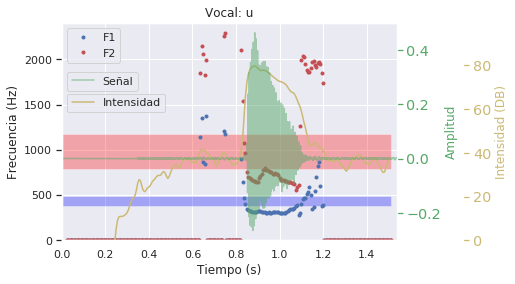 Vocal: u
F1
F2
Señal
Intensidad
Frecuencia (Hz)
2000
1500
1000
500
0
0.0 0.2 0.4 0.6 0.8 1.0 1.2 1.4
Tiempo (s)
0.4
0.2
0.0
−0.2
Amplitud
80
60
40
20
0
Intensidad (DB)